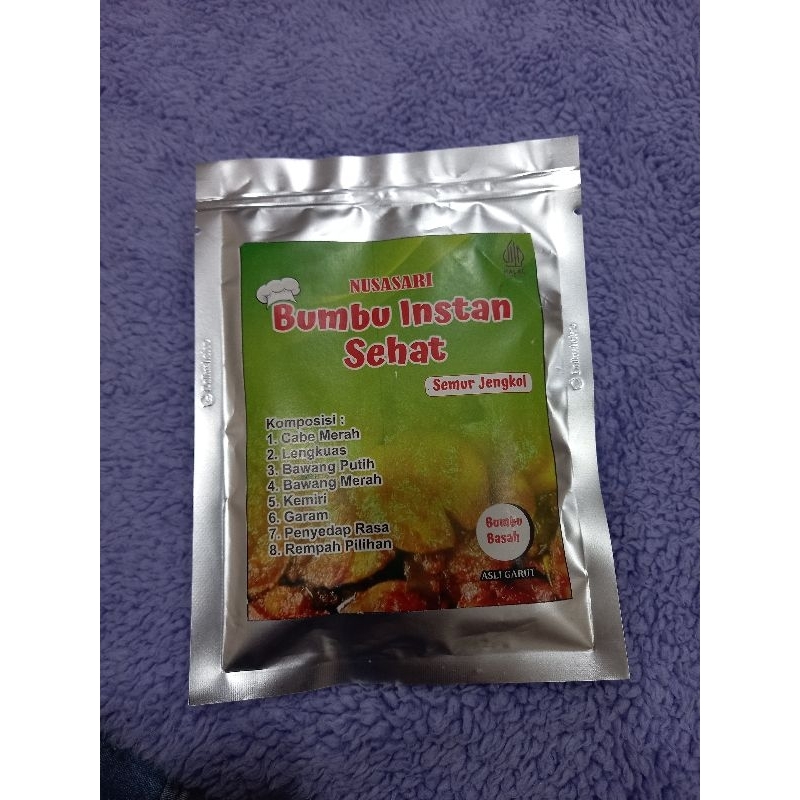 HALAL
NUSASARI
Bumbu Instan
Sehat
Semur Jengkol
Komposisi :
1. Cabe Merah
2. Lengkuas
3. Bawang Putih
4. Bawang Merah
5. Kemiri
6. Garam
7. Penyedap Rasa
8. Rempah Pilihan
Bumbu
Basah
ASLI GARUT